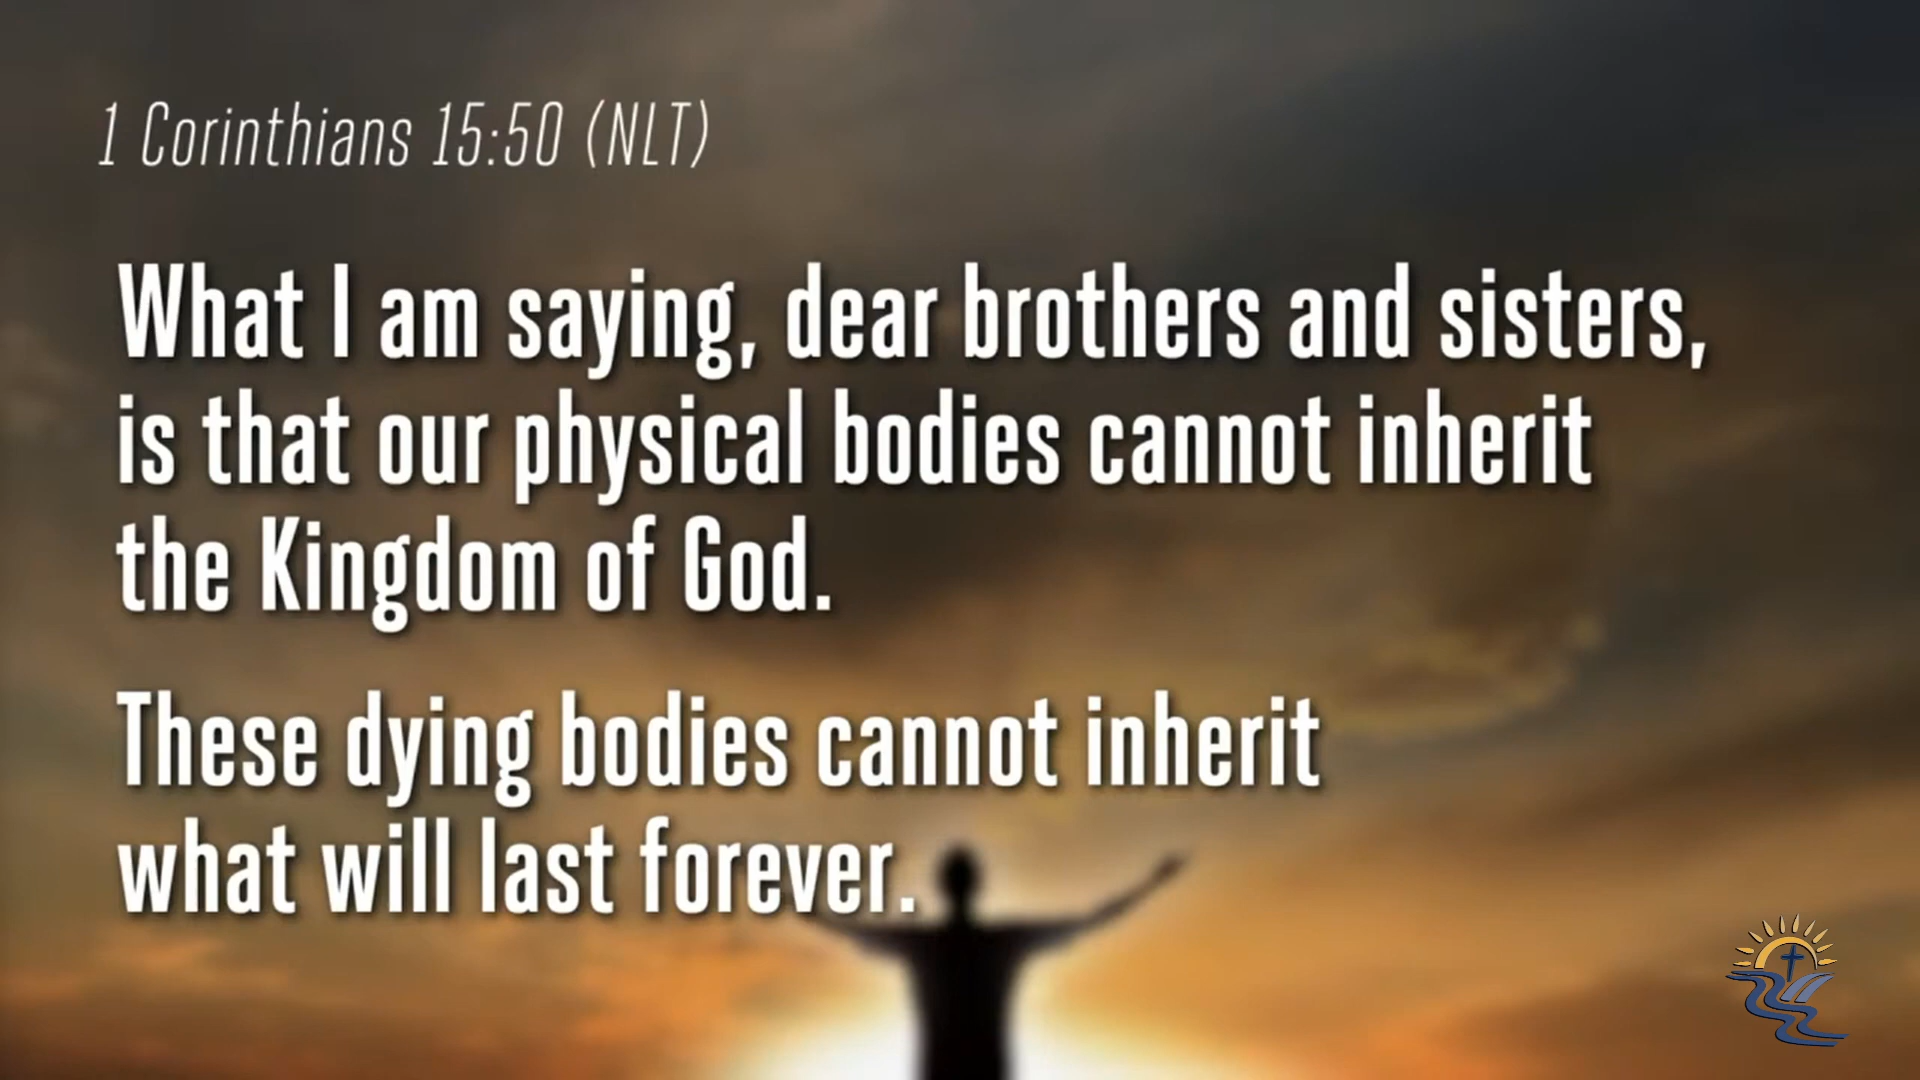 1 Corinthians 15:50 (NLT)
What I am saying, dear brothers and sisters,
is that our physical bodies cannot inherit
the Kingdom of God.
These dying bodies cannot inherit
what will last forever.